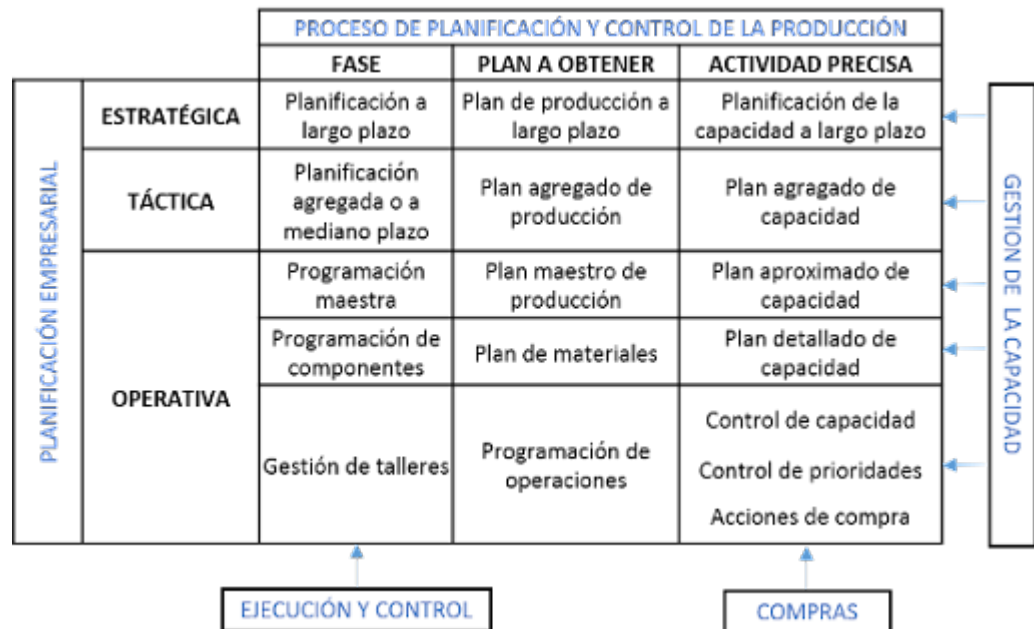 PROCESO DE PLANIFICACIÓN Y CONTROL DE LA PRODUCCIÓN
FASE
PLAN A OBTENER
ACTIVIDAD PRECISA
PLANIFICACIÓN EMPRESARIAL
ESTRATÉGICA
Planificación a
largo plazo
Plan de producción a
largo plazo
Planificación de la
capacidad a largo plazo
TÁCTICA
Planificación
agregada o a
mediano plazo
Plan agregado de
producción
Plan agragado de
capacidad
OPERATIVA
Programación
maestra
Plan maestro de
producción
Plan aproximado de
capacidad
Programación de
componentes
Plan de materiales
Plan detallado de
capacidad
Gestión de talleres
Programación de
operaciones
Control de capacidad
Control de prioridades
Acciones de compra
GESTION DE LA CAPACIDAD
EJECUCIÓN Y CONTROL
COMPRAS